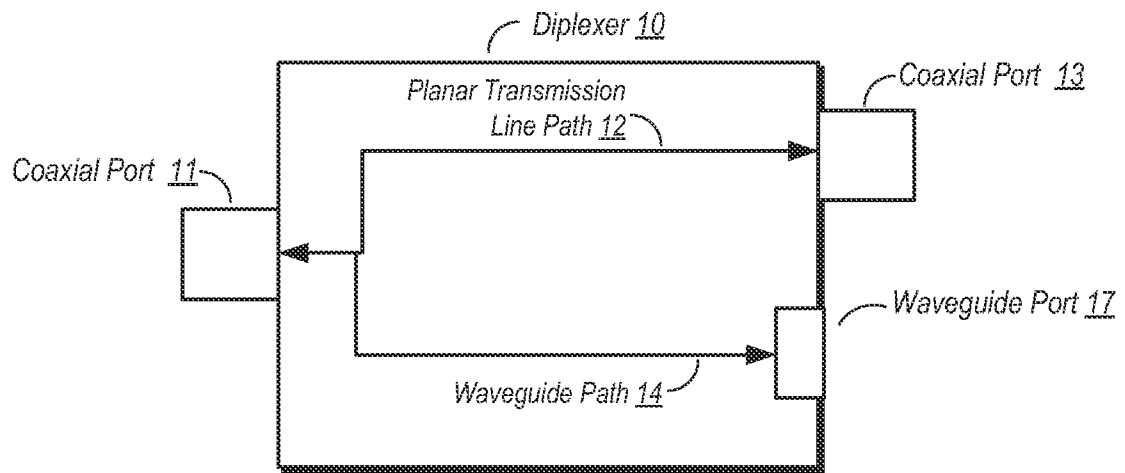 Diplexer 10
Planar Transmission
Line Path 12
Coaxial Port 13
Coaxial Port 11
Waveguide Port 17
Waveguide Path 14